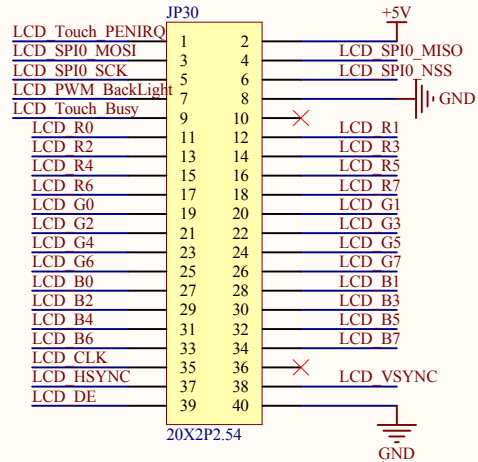 JP30
+5V
LCD_Touch_PENIRQ 1 2
LCD_SPI0_MOSI 3 4 LCD_SPI0_MISO
LCD_SPI0_SCK 5 6 LCD_SPI0_NSS
LCD_PWM_BackLight 7 8 GND
LCD_Touch_Busy 9 10
LCD_R0 11 12 LCD_R1
LCD_R2 13 14 LCD_R3
LCD_R4 15 16 LCD_R5
LCD_R6 17 18 LCD_R7
LCD_G0 19 20 LCD_G1
LCD_G2 21 22 LCD_G3
LCD_G4 23 24 LCD_G5
LCD_G6 25 26 LCD_G7
LCD_B0 27 28 LCD_B1
LCD_B2 29 30 LCD_B3
LCD_B4 31 32 LCD_B5
LCD_B6 33 34 LCD_B7
LCD_CLK 35 36
LCD_HSYNC 37 38 LCD_VSYNC
LCD_DE 39 40
20X2P2.54
GND